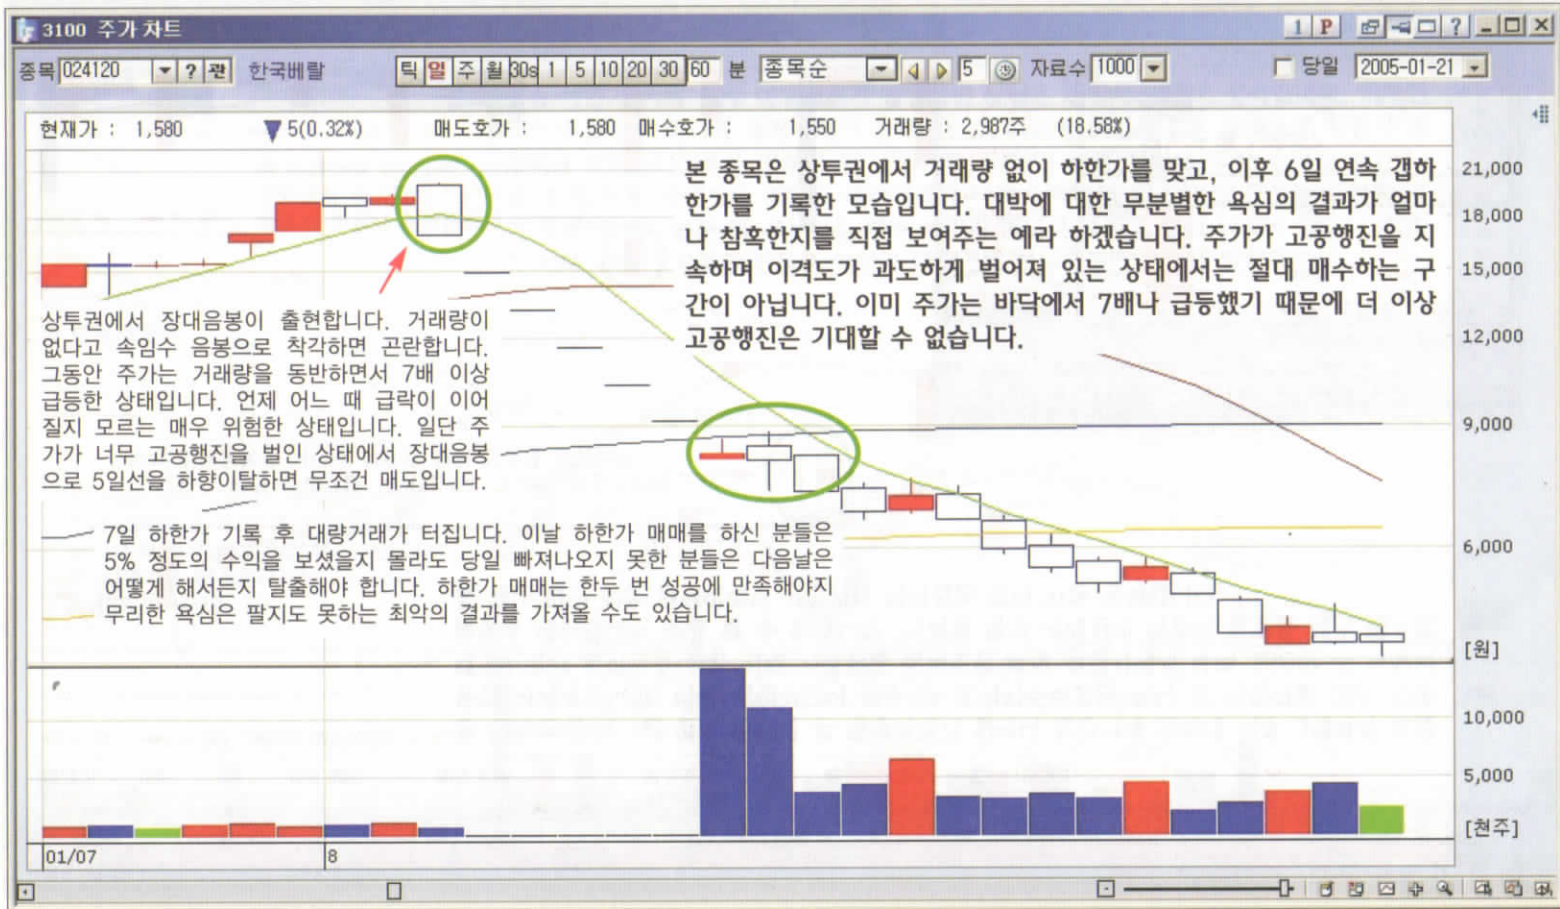 3100 주가 차트
1 P ?
종목 024120 ? 관 한국베랄 틱 일 주 월 30s 1 5 10 20 30 60 분 종목순 5 자료수 1000 당일 2005-01-21
현재가 : 1,580 ▼ 5(0.32%) 매도호가 : 1,580 매수호가 : 1,550 거래량 : 2,987주 (18.58%)
본 종목은 상투권에서 거래량 없이 하한가를 맞고, 이후 6일 연속 갭하
한가를 기록한 모습입니다. 대박에 대한 무분별한 욕심의 결과가 얼마
나 참혹한지를 직접 보여주는 예라 하겠습니다. 주가가 고공행진을 지
속하며 이격도가 과도하게 벌어져 있는 상태에서는 절대 매수하는 구
간이 아닙니다. 이미 주가는 바닥에서 7배나 급등했기 때문에 더 이상
고공행진은 기대할 수 없습니다.
상투권에서 장대음봉이 출현합니다. 거래량이
없다고 속임수 음봉으로 착각하면 곤란합니다.
그동안 주가는 거래량을 동반하면서 7배 이상
급등한 상태입니다. 언제 어느 때 급락이 이어
질지 모르는 매우 위험한 상태입니다. 일단 주
가가 너무 고공행진을 벌인 상태에서 장대음봉
으로 5일선을 하향이탈하면 무조건 매도입니다.
7일 하한가 기록 후 대량거래가 터집니다. 이날 하한가 매매를 하신 분들은
5% 정도의 수익을 보셨을지 몰라도 당일 빠져나오지 못한 분들은 다음날은
어떻게 해서든지 탈출해야 합니다. 하한가 매매는 한두 번 성공에 만족해야지
무리한 욕심은 팔지도 못하는 최악의 결과를 가져올 수도 있습니다.
21,000
18,000
15,000
12,000
9,000
6,000
[원]
10,000
5,000
[천주]
01/07 8